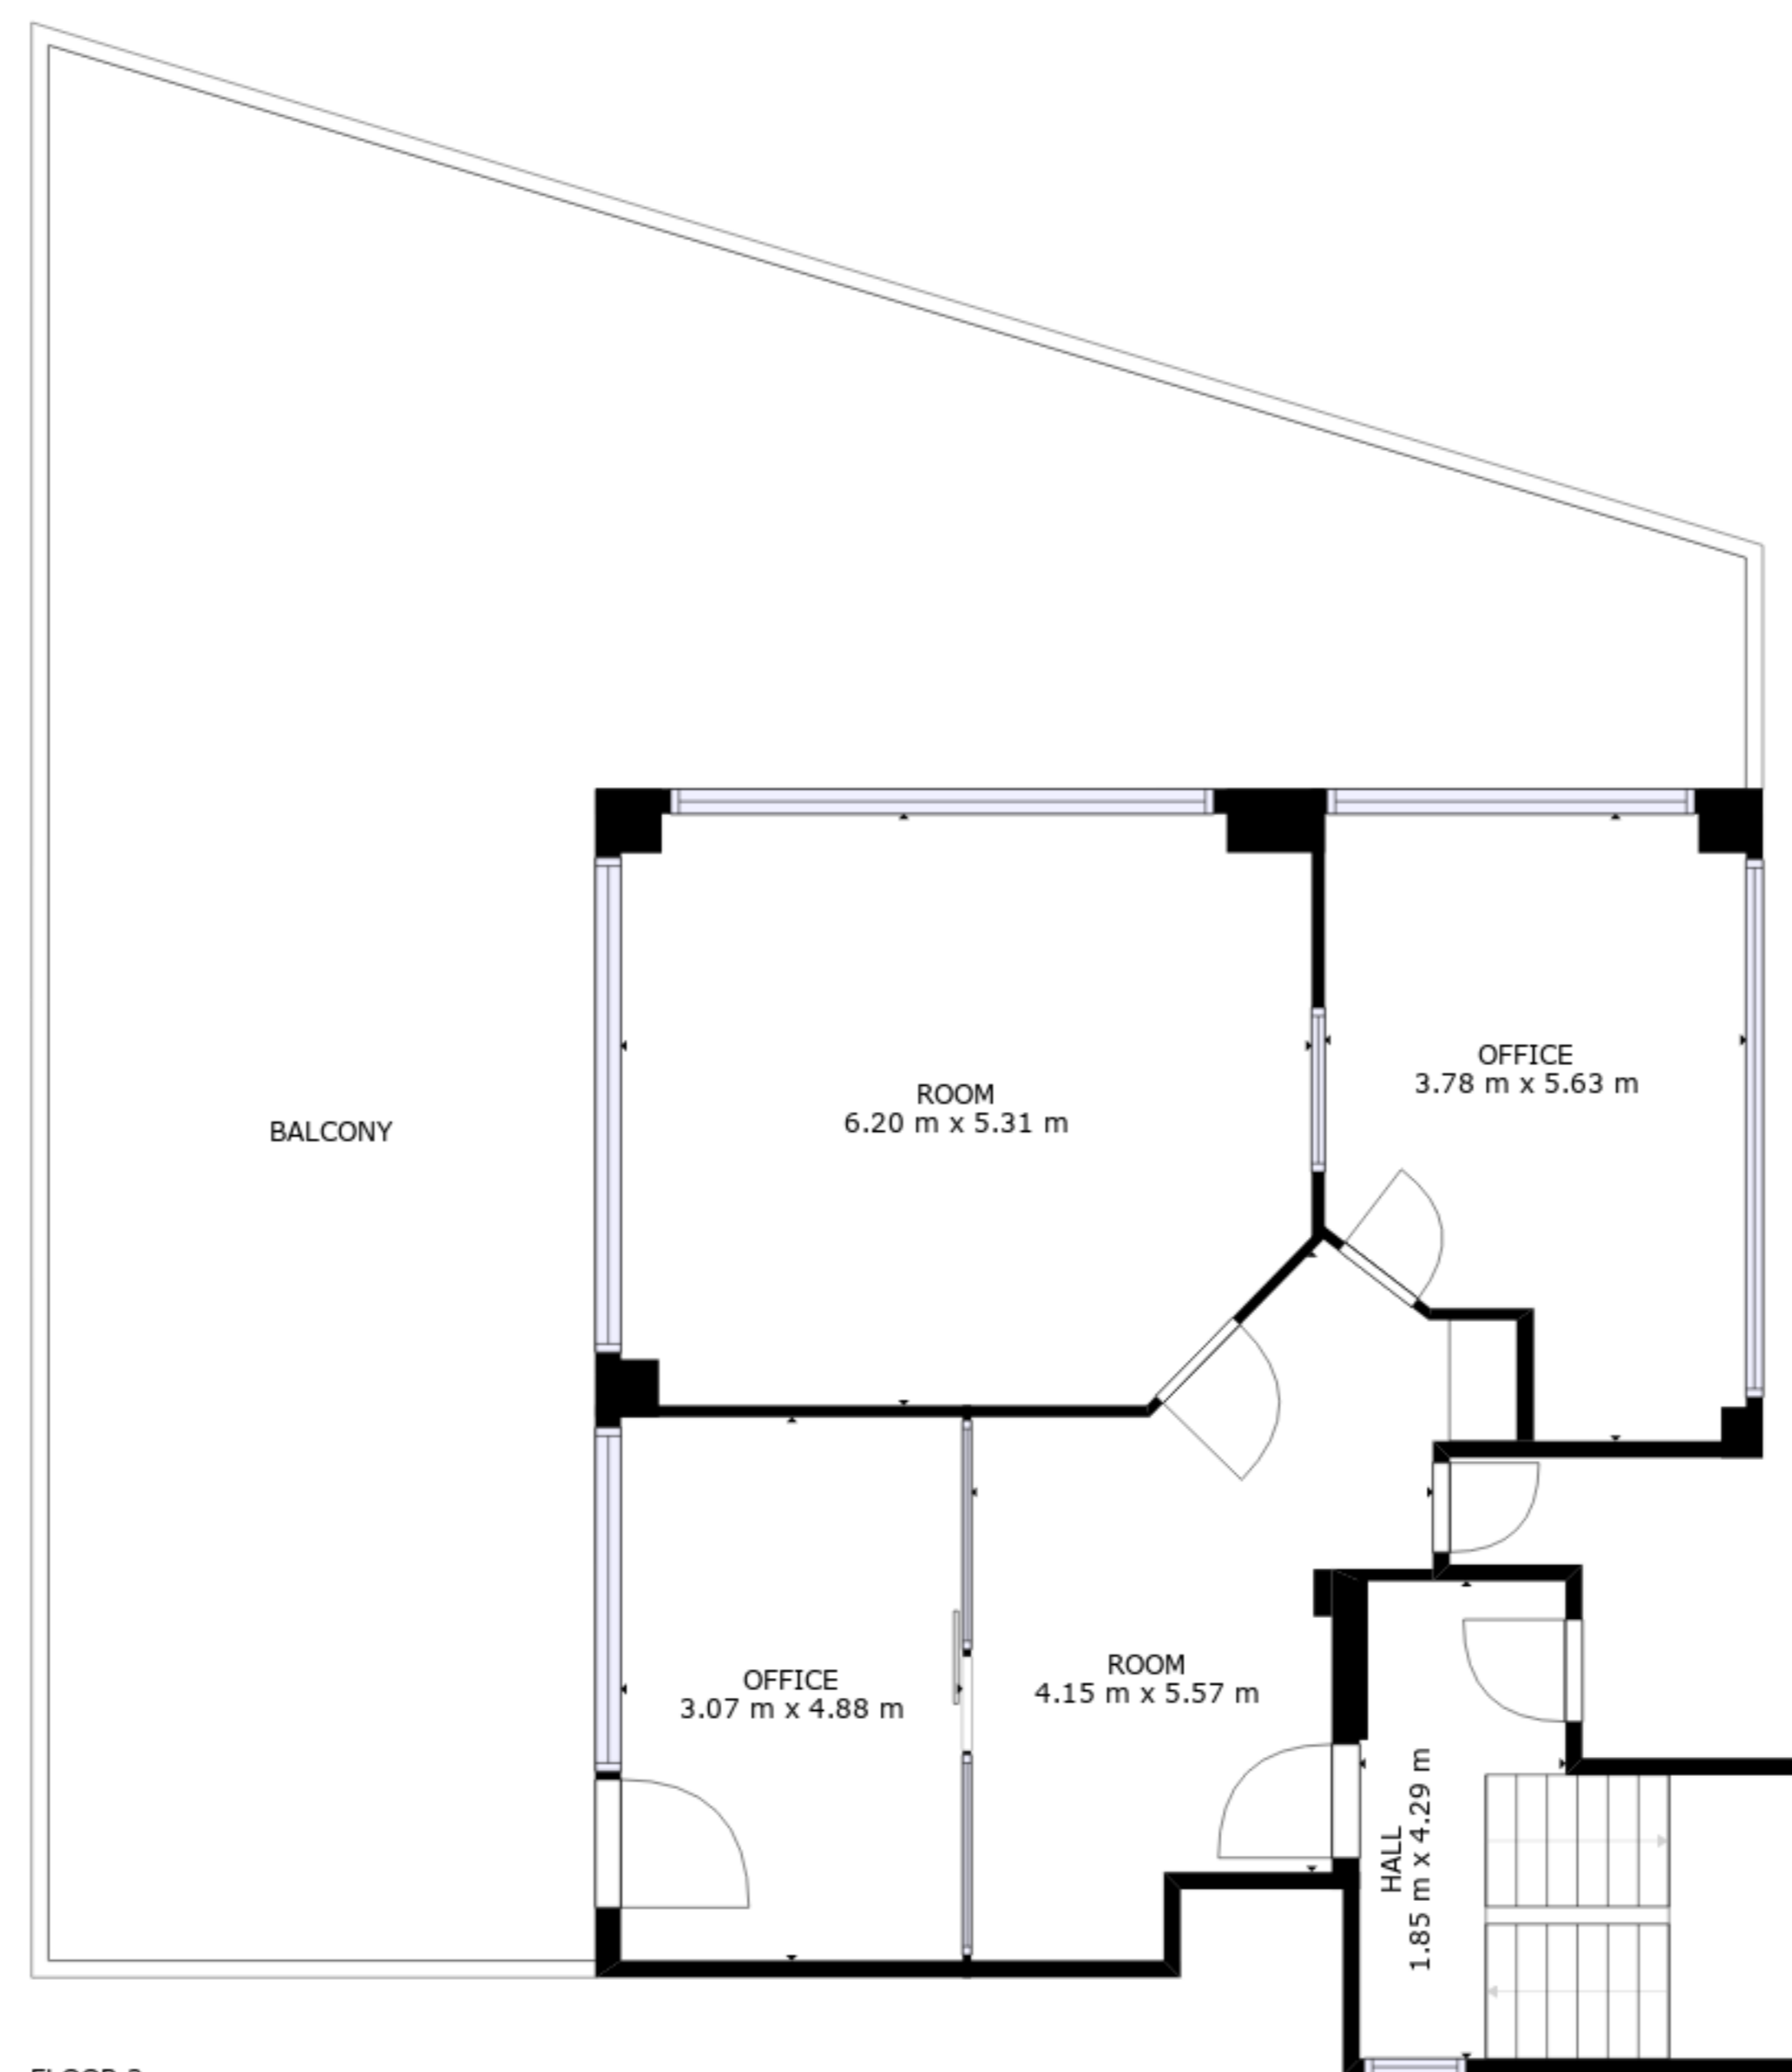 BALCONY
ROOM
6.20 m x 5.31 m
OFFICE
3.78 m x 5.63 m
OFFICE
3.07 m x 4.88 m
ROOM
4.15 m x 5.57 m
HALL
1.85 m x 4.29 m